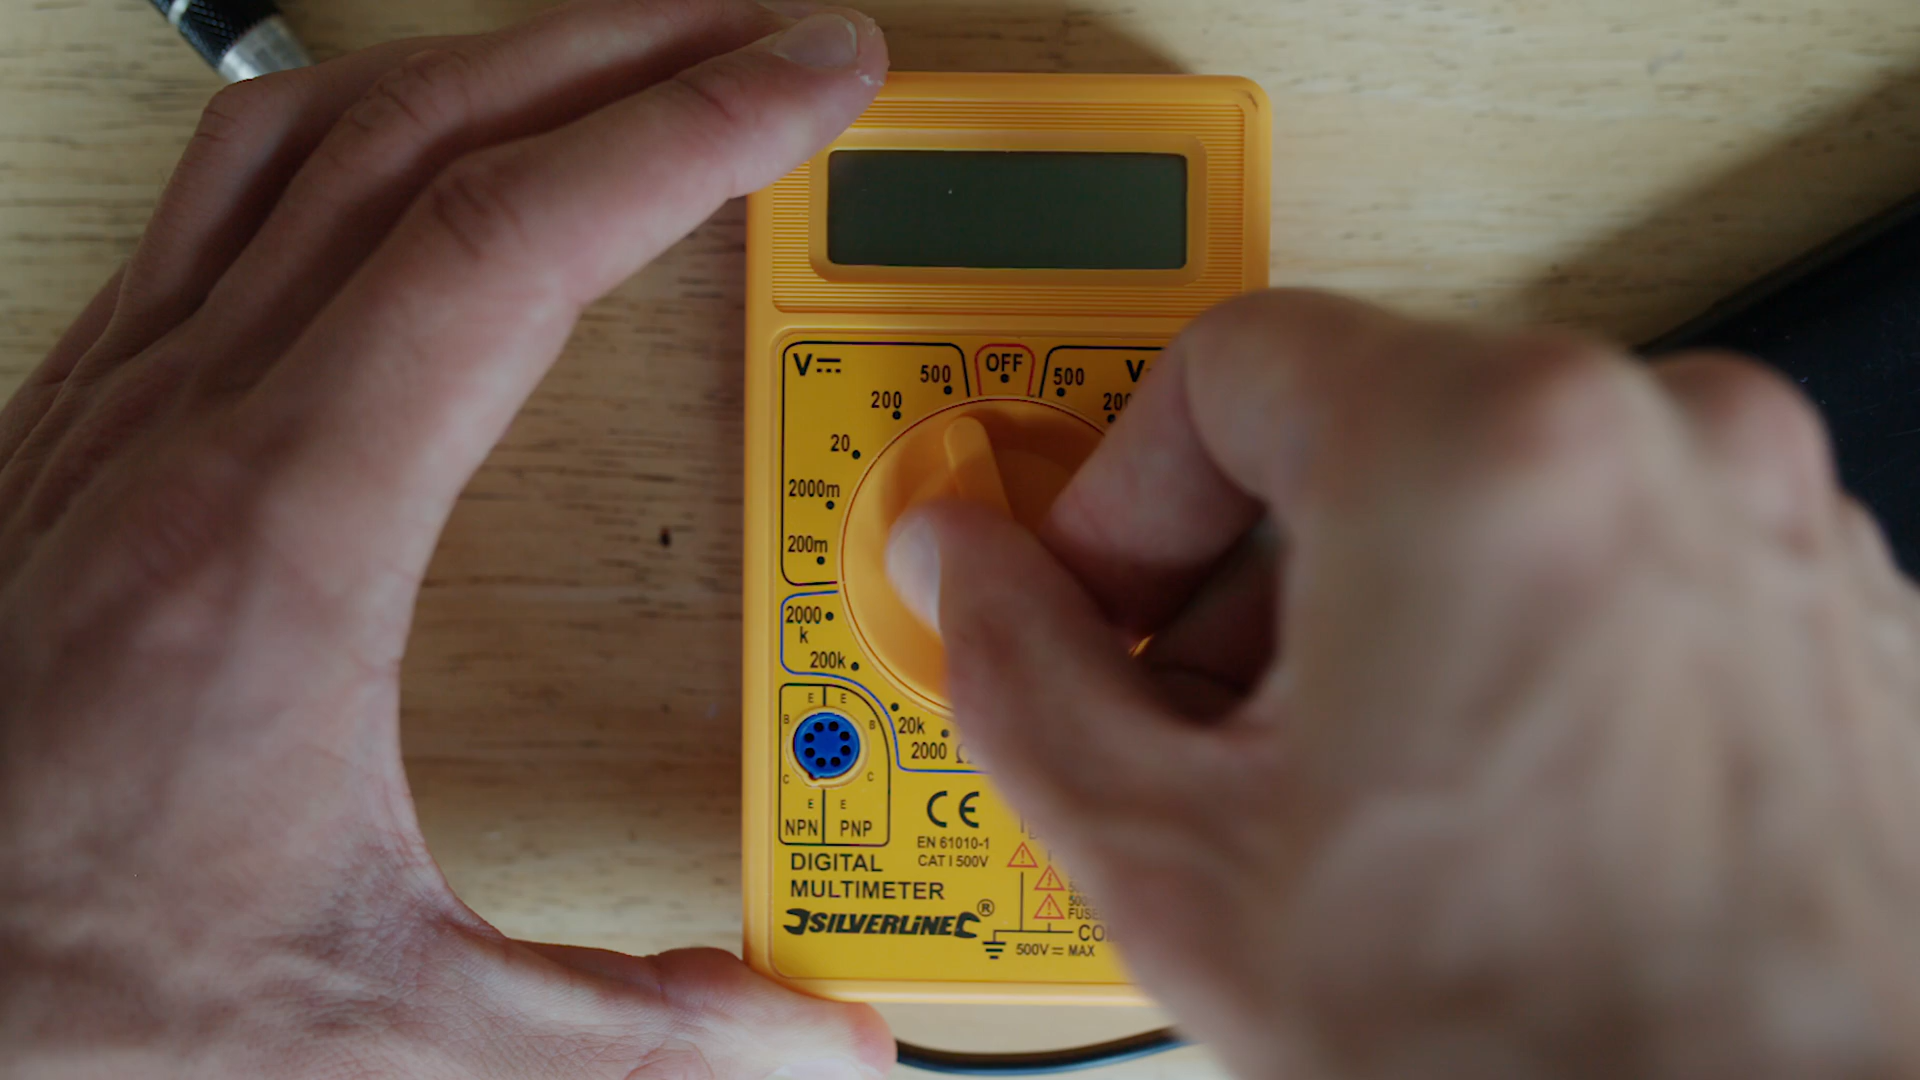 V⎓
500
OFF
500
V
200
200
20
2000m
200m
2000
k
200k
20k
2000 Ω
E E
B B
C C
E E
NPN PNP
CE
EN 61010-1
CAT I 500V
DIGITAL
MULTIMETER
SILVERLINE®
FUSE
500V⎓ MAX